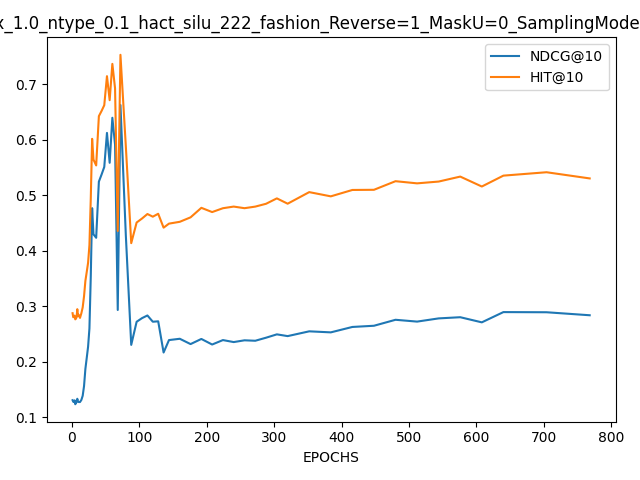 x_1.0_ntype_0.1_hact_silu_222_fashion_Reverse=1_MaskU=0_SamplingMode
NDCG@10
HIT@10
0.7
0.6
0.5
0.4
0.3
0.2
0.1
0 100 200 300 400 500 600 700 800
EPOCHS